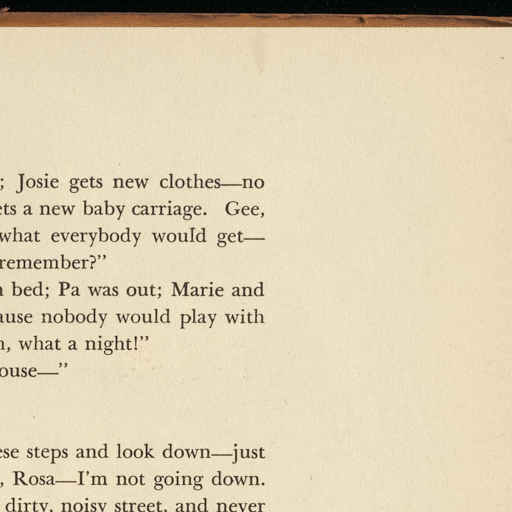 ; Josie gets new clothes—no
ets a new baby carriage. Gee,
what everybody would get—
remember?”
bed; Pa was out; Marie and
ause nobody would play with
, what a night!”
ouse—”
ese steps and look down—just
, Rosa—I’m not going down.
dirty, noisy street, and never